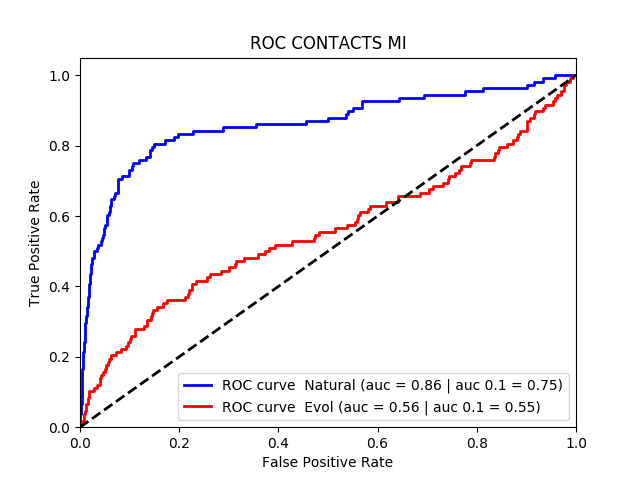 ROC CONTACTS MI
1.0
0.8
0.6
0.4
0.2
0.0
True Positive Rate
ROC curve  Natural (auc = 0.86 | auc 0.1 = 0.75)
ROC curve  Evol (auc = 0.56 | auc 0.1 = 0.55)
0.0 0.2 0.4 0.6 0.8 1.0
False Positive Rate